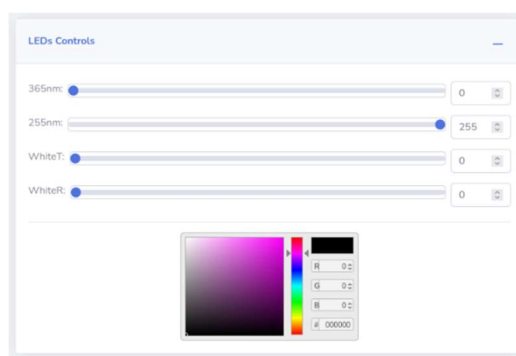 LEDs Controls
365nm: 0
255nm: 255
WhiteT: 0
WhiteR: 0
R 0
G 0
B 0
# 000000